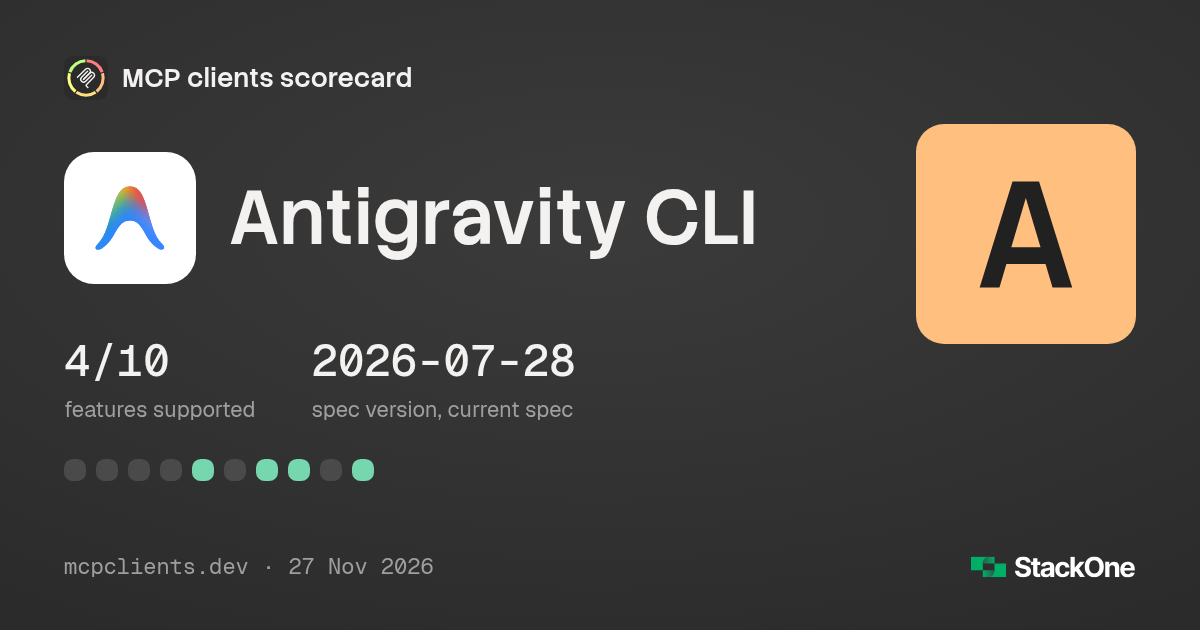 MCP clients scorecard
Antigravity CLI
A
4/10
features supported
2026-07-28
spec version, current spec
mcpclients.dev · 27 Nov 2026
StackOne